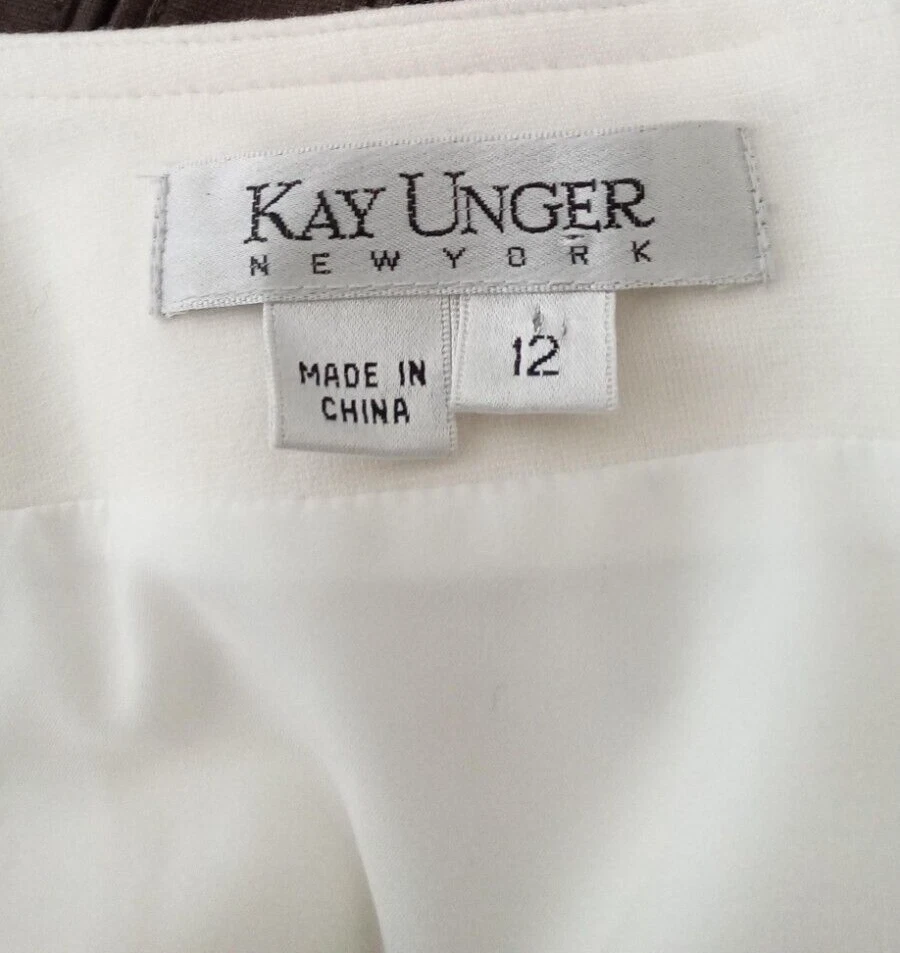 KAY UNGER
NEW YORK
MADE IN
CHINA
12